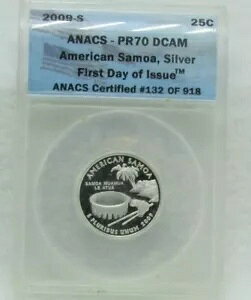 2009-S 25C
ANACS - PR70 DCAM
American Samoa, Silver
First Day of Issue™
ANACS Certified #132 OF 918
AMERICAN SAMOA
SAMOA MUAMUA
LE ATUA
E PLURIBUS UNUM 2009